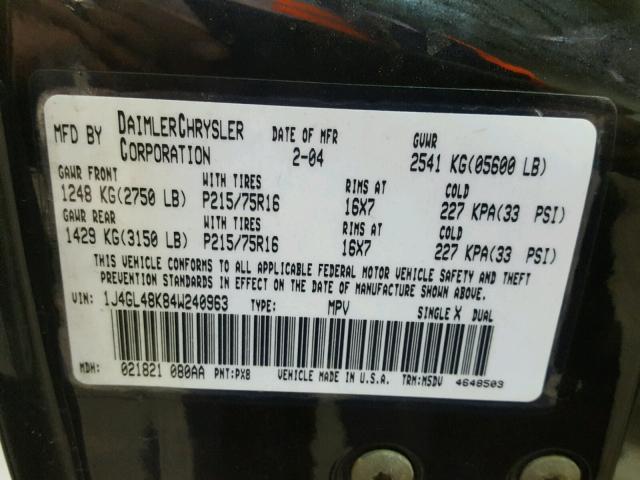 MFD BY DAIMLERCHRYSLER CORPORATION DATE OF MFR 2-04 GVWR 2541 KG(05600 LB)
GAWR FRONT WITH TIRES RIMS AT COLD
1248 KG(2750 LB) P215/75R16 16X7 227 KPA(33 PSI)
GAWR REAR WITH TIRES RIMS AT COLD
1429 KG(3150 LB) P215/75R16 16X7 227 KPA(33 PSI)
THIS VEHICLE CONFORMS TO ALL APPLICABLE FEDERAL MOTOR VEHICLE SAFETY AND THEFT
PREVENTION STANDARDS IN EFFECT ON THE DATE OF MANUFACTURE SHOWN ABOVE.
VIN: 1J4GL48K84W240963 TYPE: MPV SINGLE X DUAL
MDH: 021821 080AA PNT:PX8 VEHICLE MADE IN U.S.A. TRM:MSDV 4648503